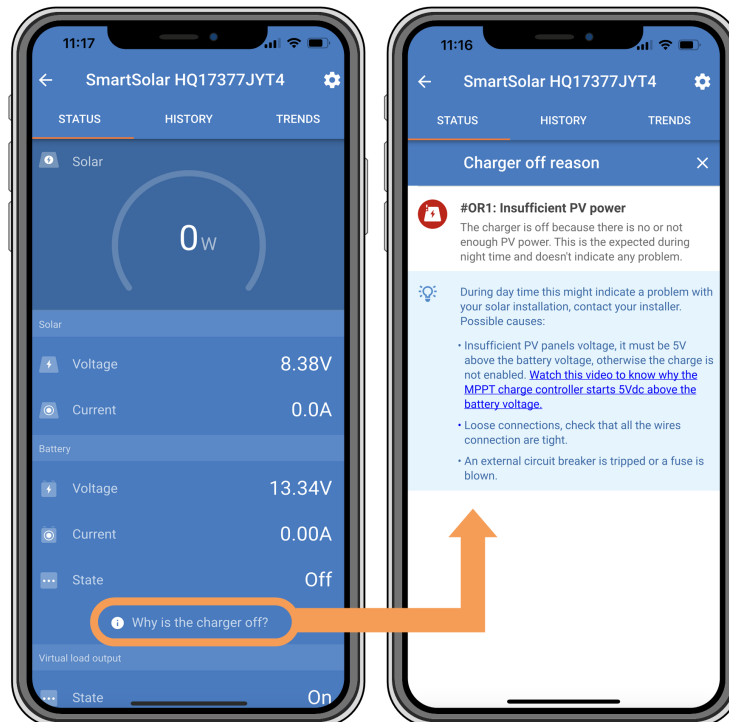 11:17
SmartSolar HQ17377JYT4
STATUS HISTORY TRENDS
Solar
0W
Solar
Voltage 8.38V
Current 0.0A
Battery
Voltage 13.34V
Current 0.00A
State Off
Why is the charger off?
Virtual load output
State On
11:16
SmartSolar HQ17377JYT4
STATUS HISTORY TRENDS
Charger off reason
#OR1: Insufficient PV power
The charger is off because there is no or not
enough PV power. This is the expected during
night time and doesn't indicate any problem.
During day time this might indicate a problem with
your solar installation, contact your installer.
Possible causes:
• Insufficient PV panels voltage, it must be 5V
above the battery voltage, otherwise the charge is
not enabled. Watch this video to know why the
MPPT charge controller starts 5Vdc above the
battery voltage.
• Loose connections, check that all the wires
connection are tight.
• An external circuit breaker is tripped or a fuse is
blown.